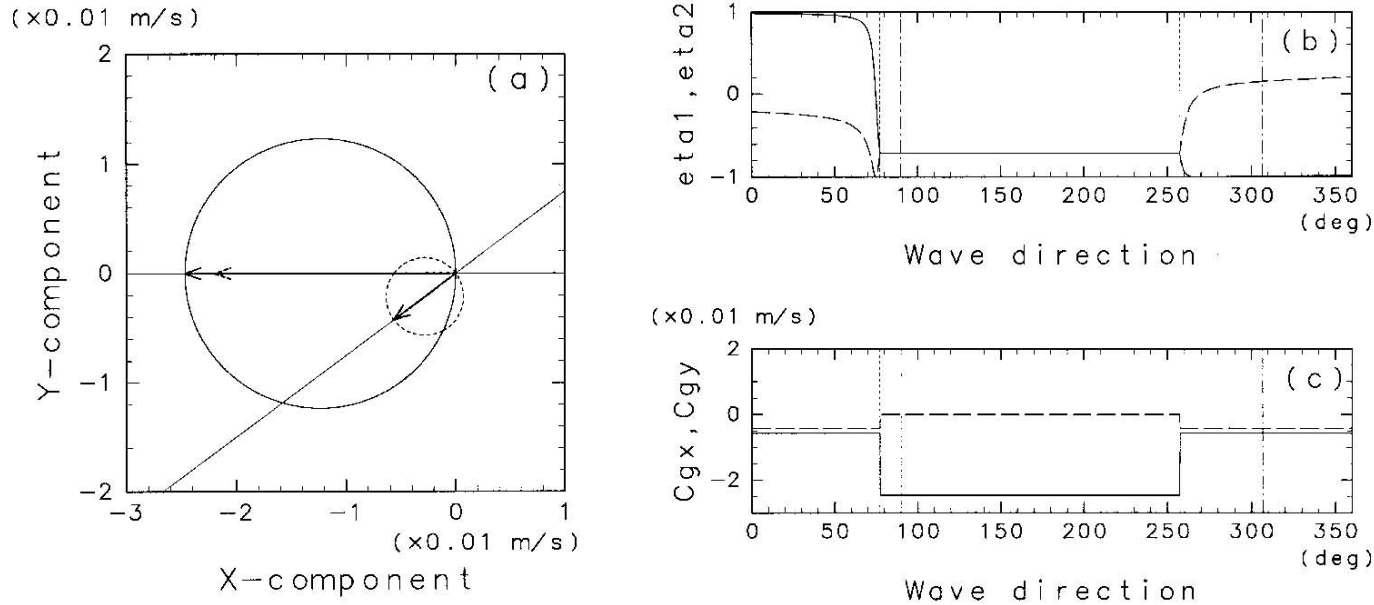 (×0.01 m/s)
(a)
2
1
0
−1
−2
Y−component
−3 −2 −1 0 1
(×0.01 m/s)
X−component
(b)
1
0
−1
eta1,eta2
0 50 100 150 200 250 300 350
(deg)
Wave direction
(×0.01 m/s)
(c)
2
0
−2
Cgx,Cgy
0 50 100 150 200 250 300 350
(deg)
Wave direction